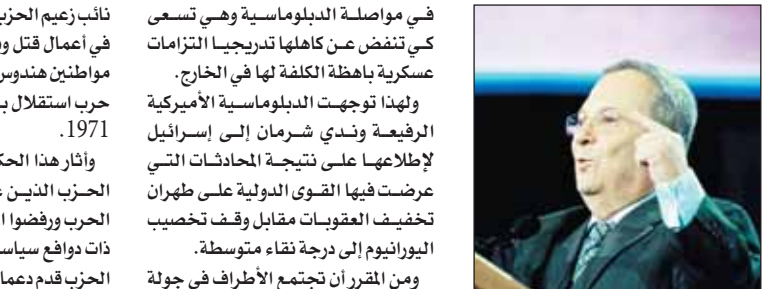 في مواصلة الدبلوماسية وهي تسعى
كي تنفض عن كاهلها تدريجيا التزامات
عسكرية باهظة الكلفة لها في الخارج.
ولهذا توجهت الدبلوماسية الأميركية
الرفيعة وندي شرمان إلى إسرائيل
لإطلاعها على نتيجة المحادثات التي
عرضت فيها القوى الدولية على طهران
تخفيف العقوبات مقابل وقف تخصيب
اليورانيوم إلى درجة نقاء متوسطة.
ومن المقرر أن تجتمع الأطراف في جولة
نائب زعيم الحزب
في أعمال قتل
مواطنين هندوس
حرب استقلال
1971.
وأثار هذا
الحزب الذين
الحرب ورفضوا
ذات دوافع
الحزب قدم دعما